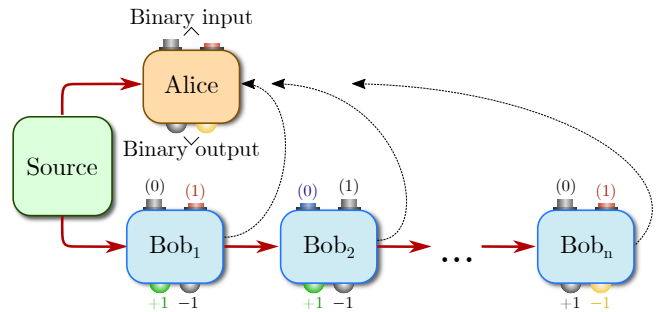 Binary input
Alice
Binary output
Source
(0) (1)
Bob1
+1 −1
(0) (1)
Bob2
+1 −1
...
(0) (1)
Bobn
+1 −1